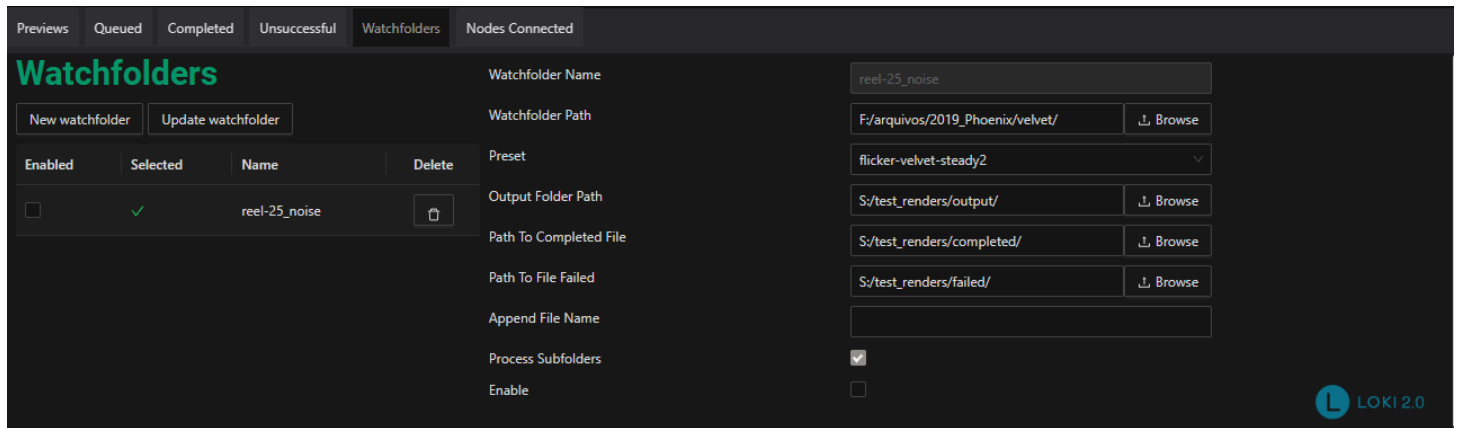 Previews Queued Completed Unsuccessful Watchfolders Nodes Connected
Watchfolders
New watchfolder Update watchfolder
Enabled Selected Name Delete
reel-25_noise
Watchfolder Name reel-25_noise
Watchfolder Path F:/arquivos/2019_Phoenix/velvet/ Browse
Preset flicker-velvet-steady2
Output Folder Path S:/test_renders/output/ Browse
Path To Completed File S:/test_renders/completed/ Browse
Path To File Failed S:/test_renders/failed/ Browse
Append File Name
Process Subfolders
Enable
L LOKI 2.0